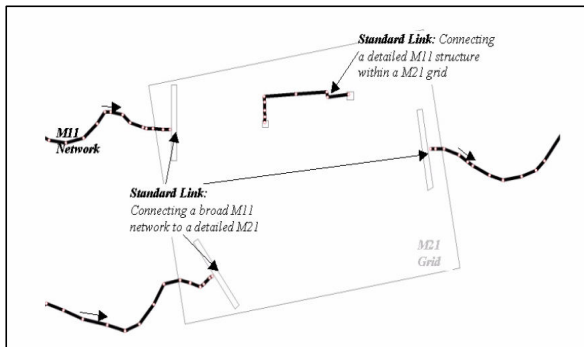 Standard Link: Connecting
a detailed M11 structure
within a M21 grid
M11
Network
Standard Link:
Connecting a broad M11
network to a detailed M21
M21
Grid